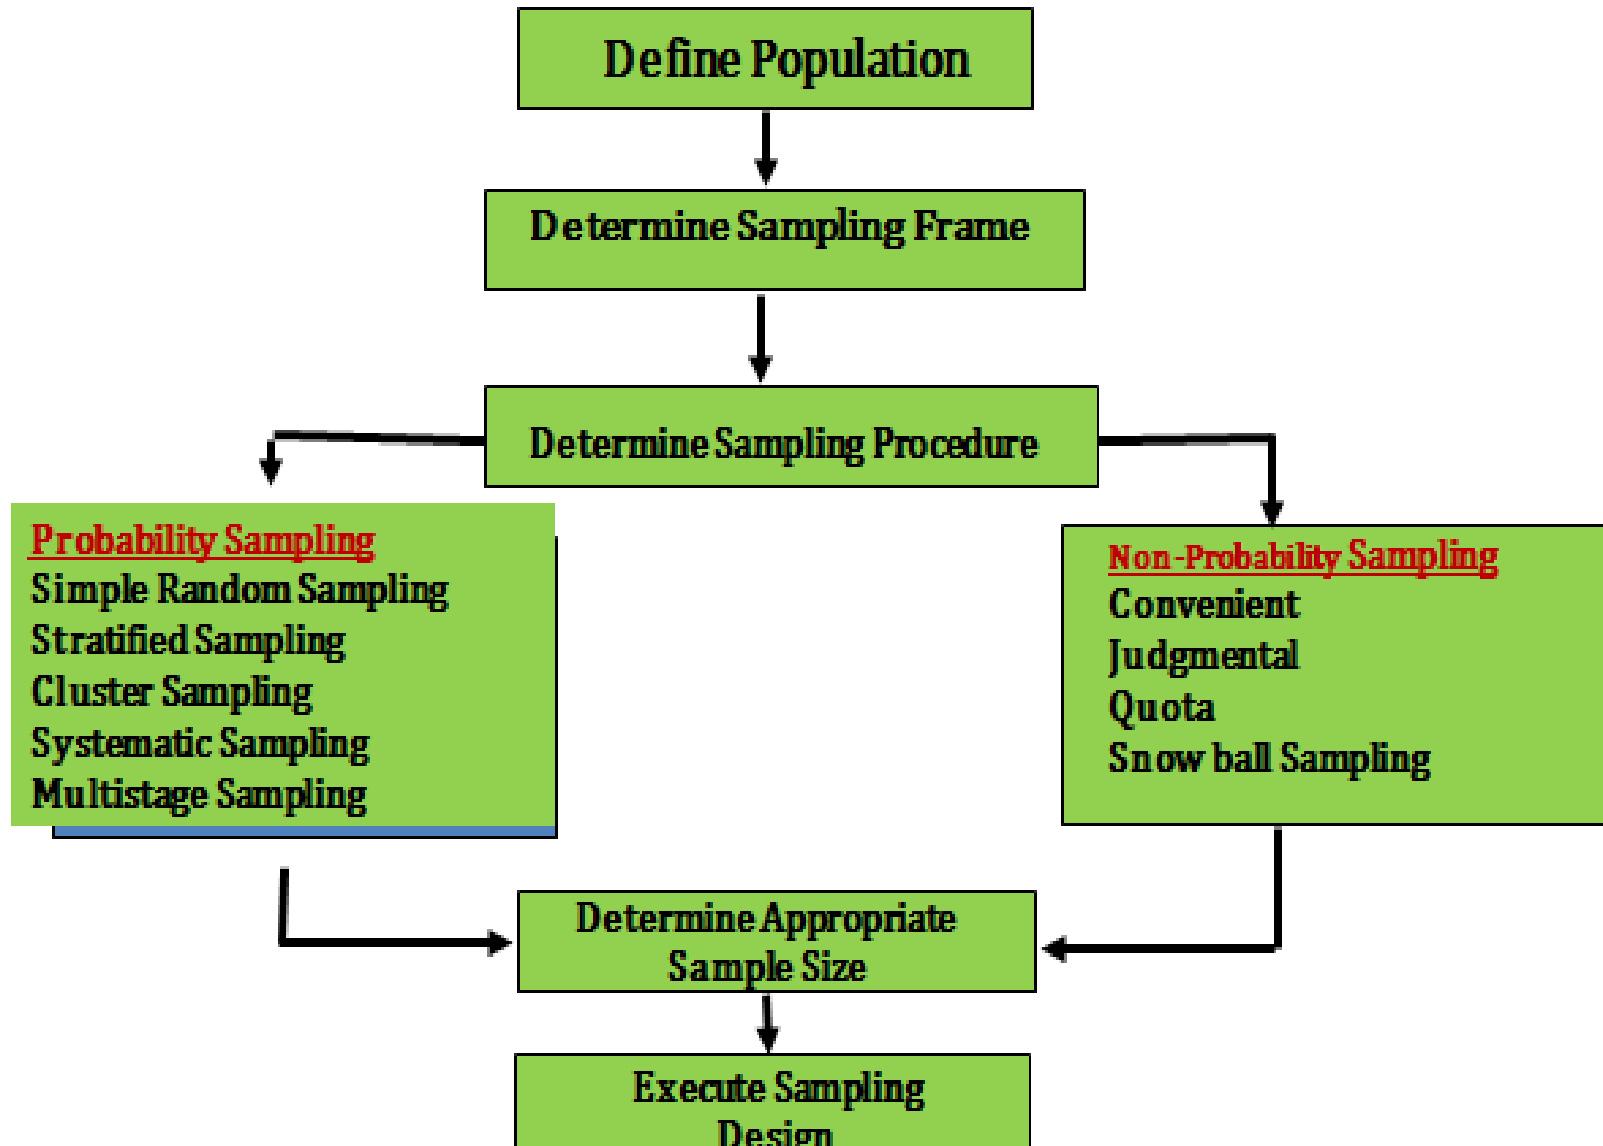 Define Population
Determine Sampling Frame
Determine Sampling Procedure
Probability Sampling
Simple Random Sampling
Stratified Sampling
Cluster Sampling
Systematic Sampling
Multistage Sampling
Non-Probability Sampling
Convenient
Judgmental
Quota
Snow ball Sampling
Determine Appropriate
Sample Size
Execute Sampling
Design